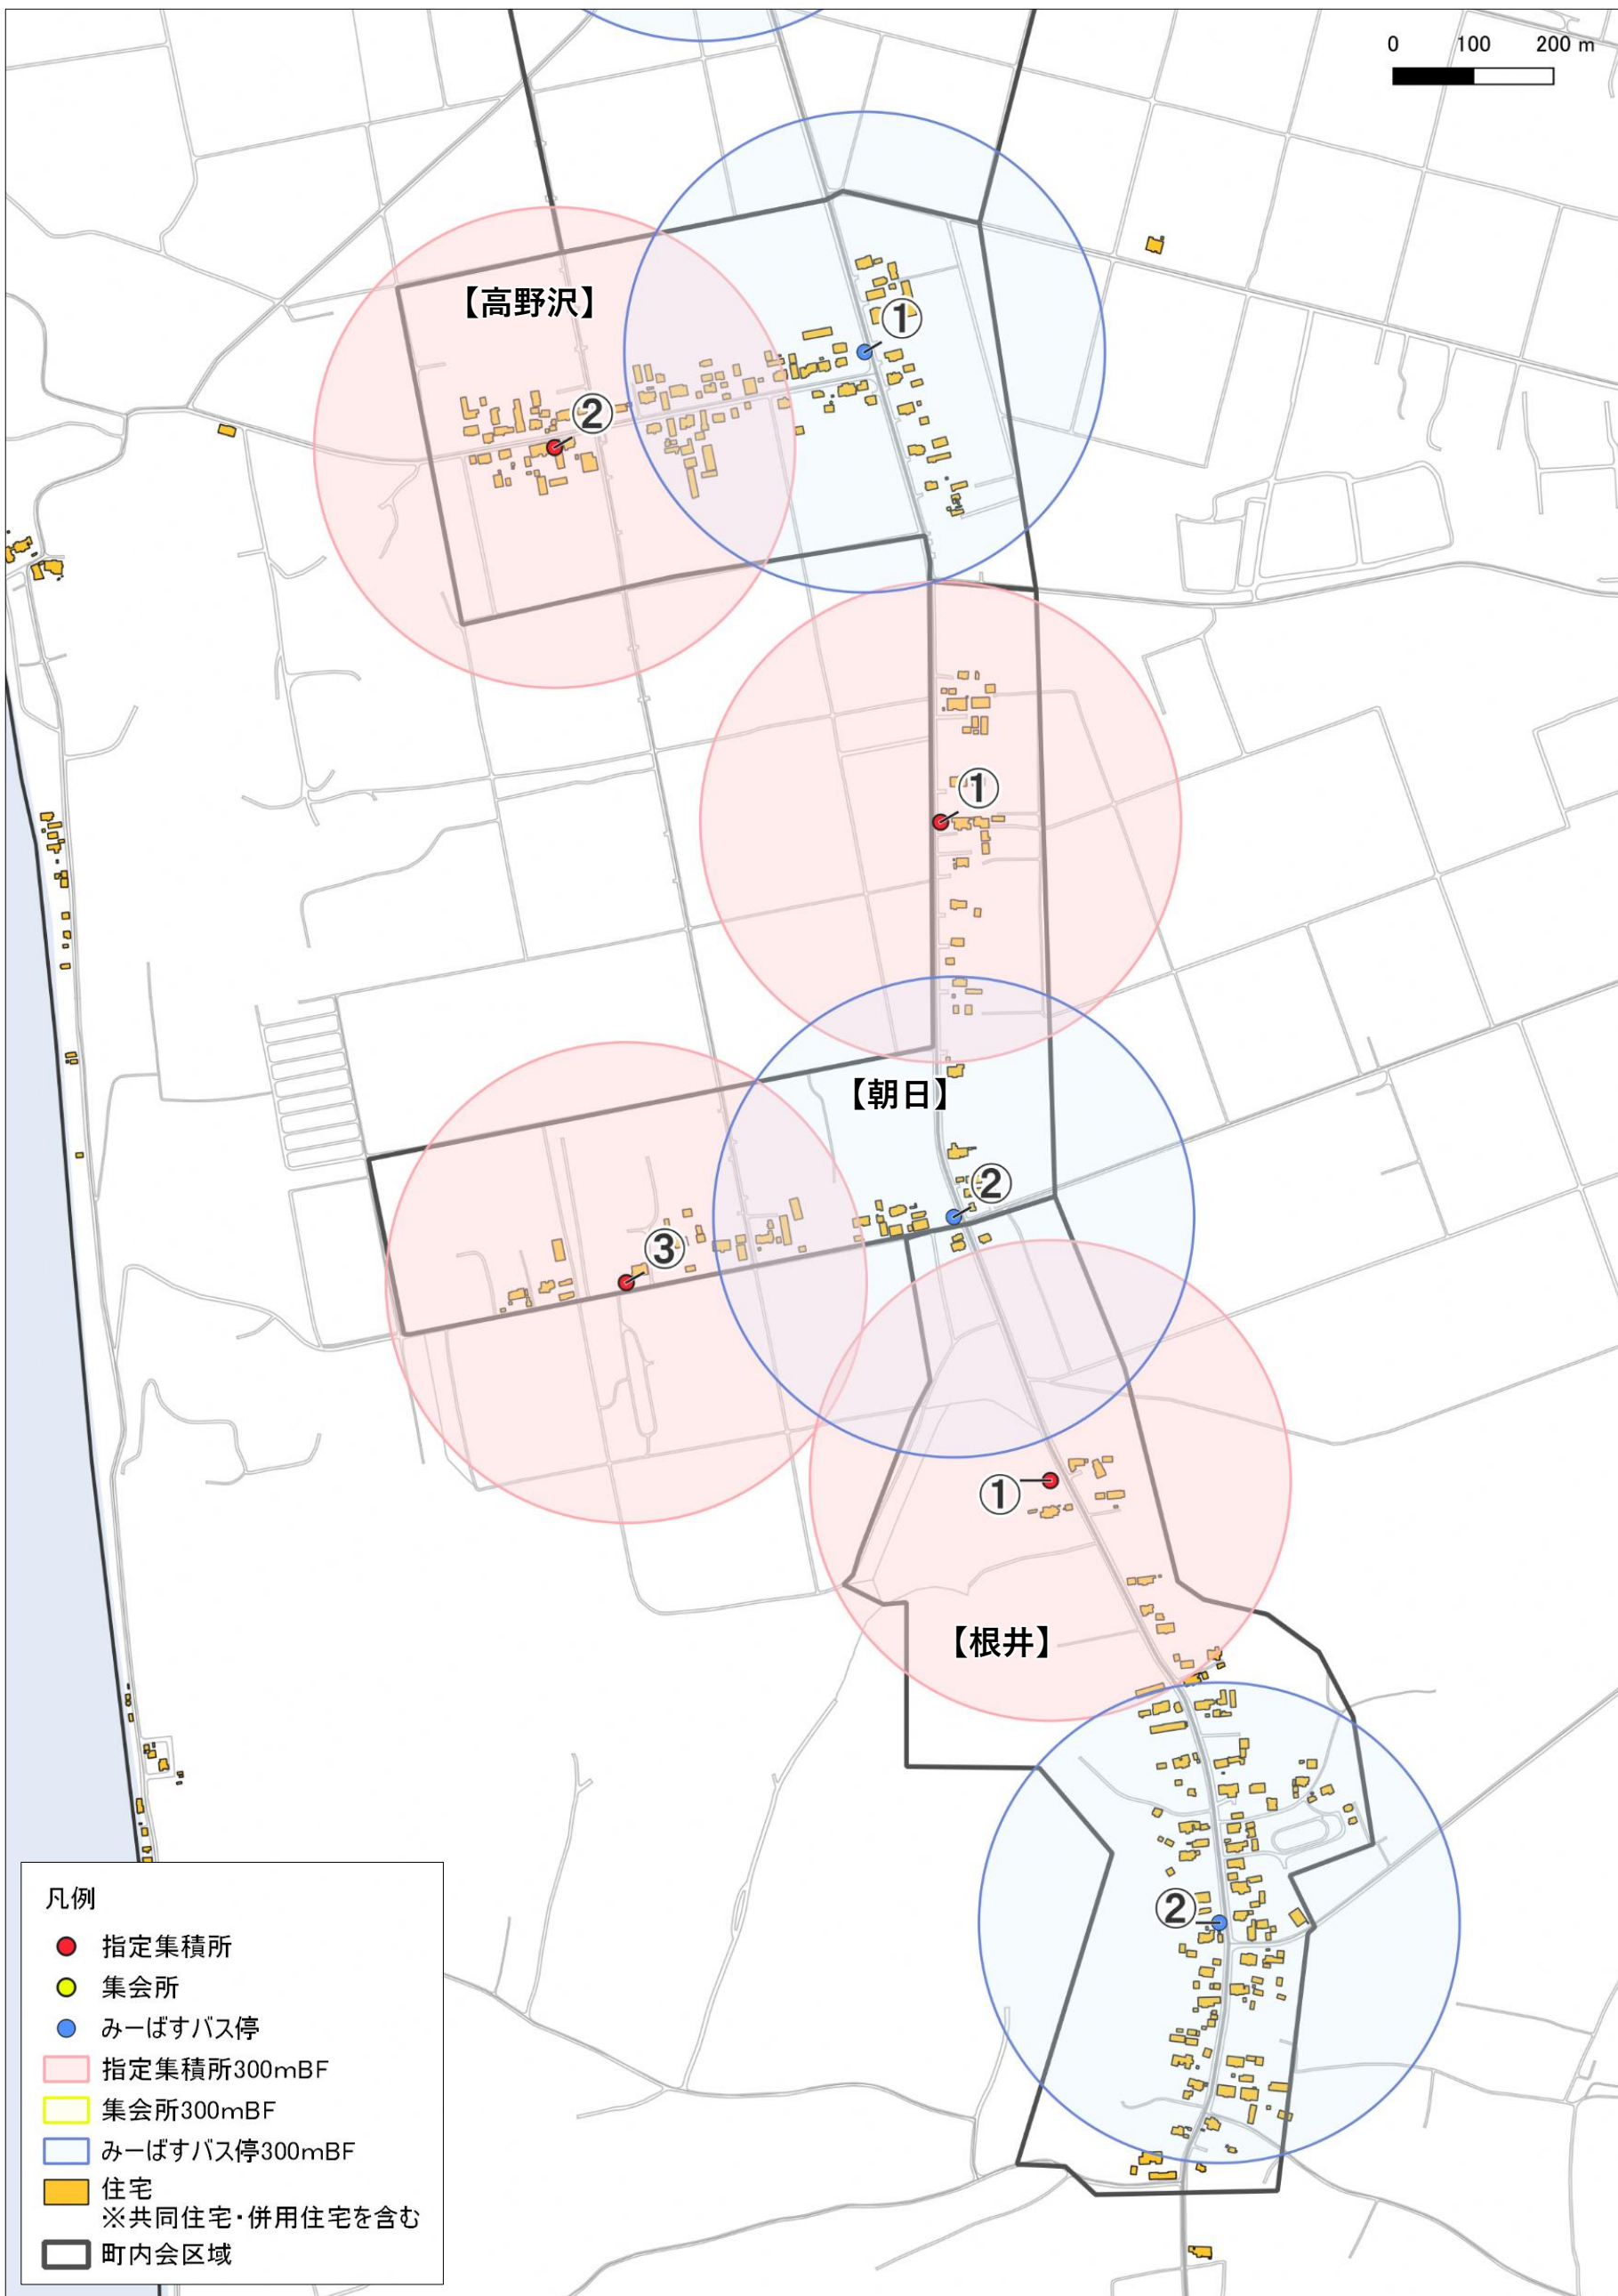 0 100 200 m
【高野沢】
①
②
①
【朝日】
②
③
①
【根井】
②
凡例
指定集積所
集会所
みーばすバス停
指定集積所300mBF
集会所300mBF
みーばすバス停300mBF
住宅
※共同住宅・併用住宅を含む
町内会区域